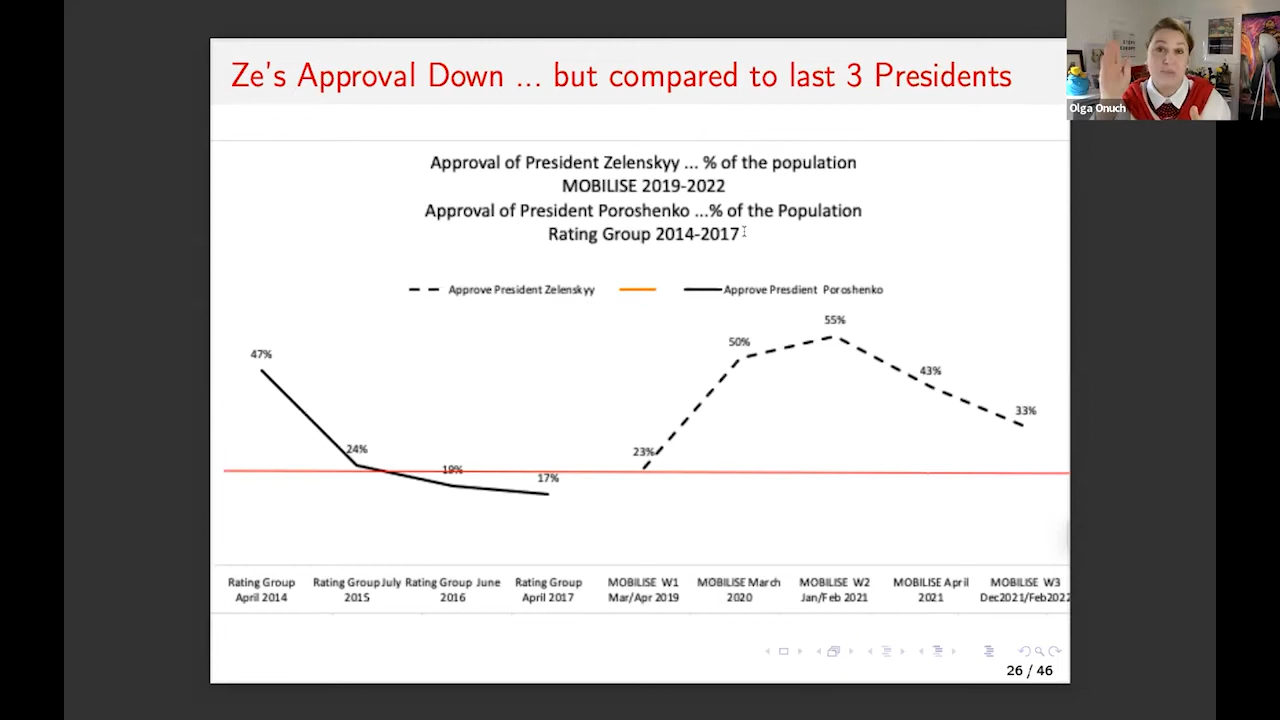 Ze's Approval Down ... but compared to last 3 Presidents
Olga Onuch
Approval of President Zelenskyy ... % of the population
MOBILISE 2019-2022
Approval of President Poroshenko ...% of the Population
Rating Group 2014-2017
Approve President Zelenskyy
Approve Presdient Poroshenko
47%
24%
19%
17%
23%
50%
55%
43%
33%
Rating Group
April 2014
Rating Group July
2015
Rating Group June
2016
Rating Group
April 2017
MOBILISE W1
Mar/Apr 2019
MOBILISE March
2020
MOBILISE W2
Jan/Feb 2021
MOBILISE April
2021
MOBILISE W3
Dec2021/Feb2022
26 / 46